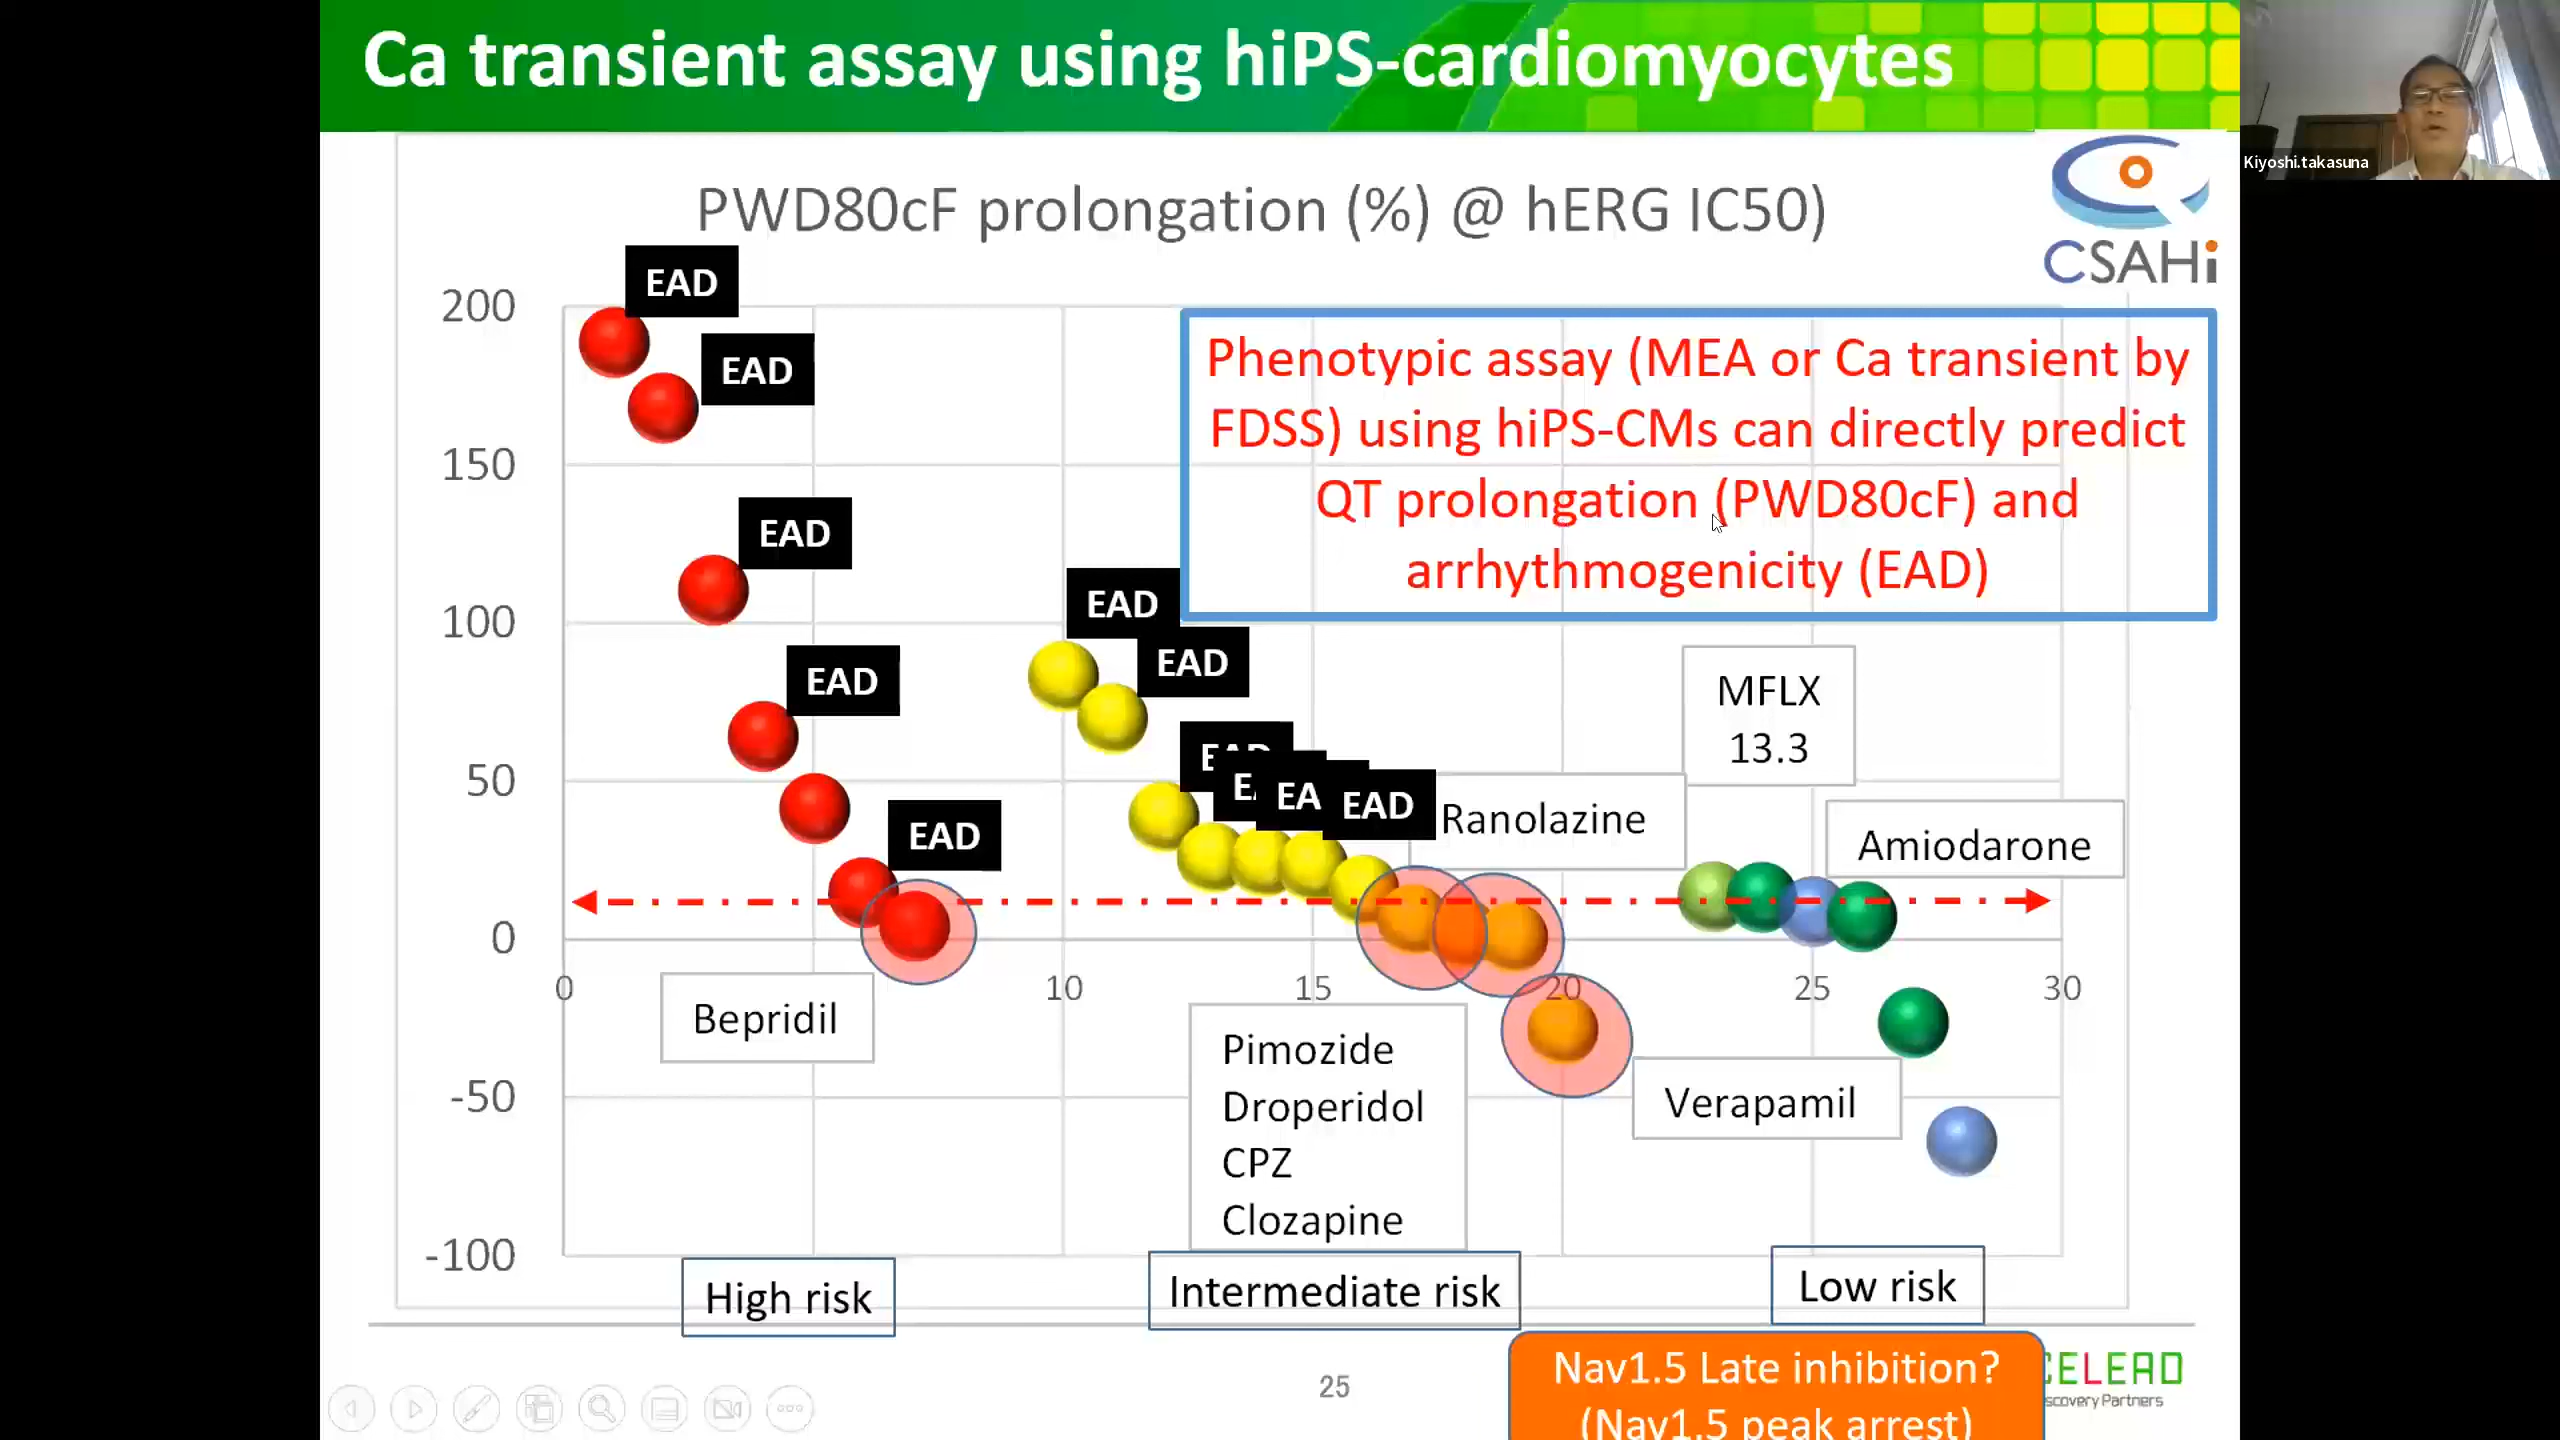 Ca transient assay using hiPS-cardiomyocytes
Kiyoshi.takasuna
CSAHi
PWD80cF prolongation (%) @ hERG IC50)
200
150
100
50
0
-50
-100
0
10
15
20
25
30
EAD
EAD
EAD
EAD
EAD
EAD
EAD
EAD
EA
EAD
Phenotypic assay (MEA or Ca transient by
FDSS) using hiPS-CMs can directly predict
QT prolongation (PWD80cF) and
arrhythmogenicity (EAD)
MFLX
13.3
Ranolazine
Amiodarone
Bepridil
Pimozide
Droperidol
CPZ
Clozapine
Verapamil
High risk
Intermediate risk
Low risk
25
Nav1.5 Late inhibition?
(Nav1.5 peak arrest)
ELEAD
scovery Partners